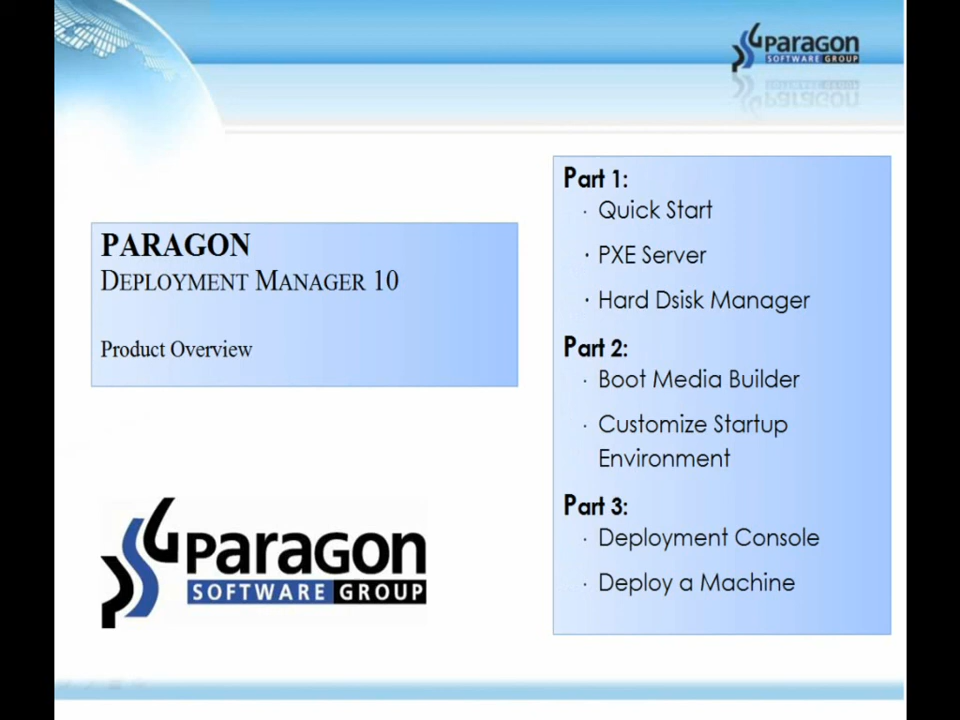 Paragon
SOFTWARE GROUP
PARAGON
DEPLOYMENT MANAGER 10
Product Overview
Part 1:
· Quick Start
· PXE Server
· Hard Dsisk Manager
Part 2:
· Boot Media Builder
· Customize Startup
Environment
Part 3:
· Deployment Console
· Deploy a Machine
Paragon
SOFTWARE GROUP